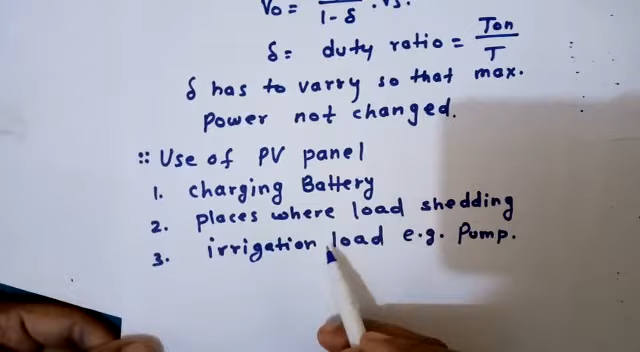 Vo = 1-δ . Vs.
δ = duty ratio = Ton/T
δ has to varry so that max.
power not changed.
:: Use of PV panel
1. charging Battery
2. places where load shedding
3. irrigation load e.g. Pump.